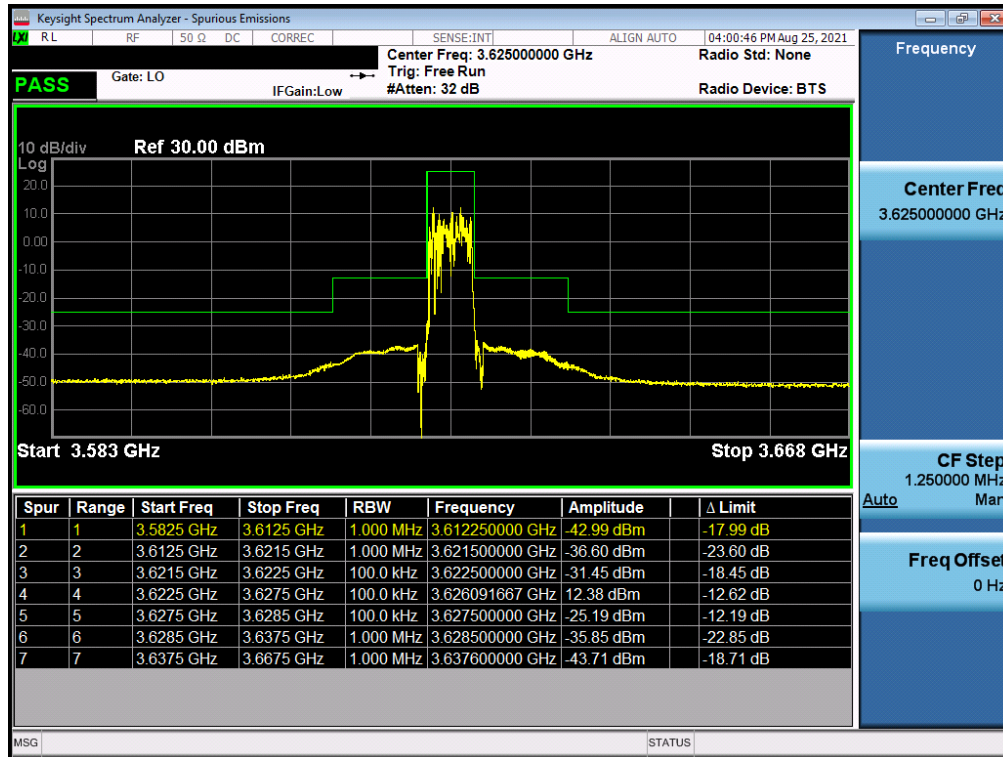 Keysight Spectrum Analyzer - Spurious Emissions
LXI RL RF 50 Ω DC CORREC SENSE:INT ALIGN AUTO 04:00:46 PM Aug 25, 2021
Center Freq: 3.625000000 GHz Radio Std: None
Trig: Free Run
PASS Gate: LO IFGain:Low #Atten: 32 dB Radio Device: BTS
10 dB/div Ref 30.00 dBm
Log
20.0
10.0
0.00
-10.0
-20.0
-30.0
-40.0
-50.0
-60.0
Start 3.583 GHz Stop 3.668 GHz
Spur Range Start Freq Stop Freq RBW Frequency Amplitude Δ Limit
1 1 3.5825 GHz 3.6125 GHz 1.000 MHz 3.612250000 GHz -42.99 dBm -17.99 dB
2 2 3.6125 GHz 3.6215 GHz 1.000 MHz 3.621500000 GHz -36.60 dBm -23.60 dB
3 3 3.6215 GHz 3.6225 GHz 100.0 kHz 3.622500000 GHz -31.45 dBm -18.45 dB
4 4 3.6225 GHz 3.6275 GHz 100.0 kHz 3.626091667 GHz 12.38 dBm -12.62 dB
5 5 3.6275 GHz 3.6285 GHz 100.0 kHz 3.627500000 GHz -25.19 dBm -12.19 dB
6 6 3.6285 GHz 3.6375 GHz 1.000 MHz 3.628500000 GHz -35.85 dBm -22.85 dB
7 7 3.6375 GHz 3.6675 GHz 1.000 MHz 3.637600000 GHz -43.71 dBm -18.71 dB
MSG STATUS
Frequency
Center Freq
3.625000000 GHz
CF Step
1.250000 MHz
Auto Man
Freq Offset
0 Hz